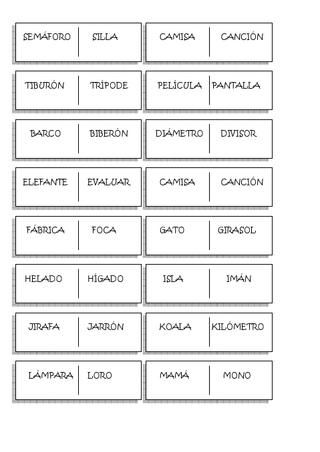 SEMÁFORO SILLA CAMISA CANCIÓN
TIBURÓN TRÍPODE PELÍCULA PANTALLA
BARCO BIBERÓN DIÁMETRO DIVISOR
ELEFANTE EVALUAR CAMISA CANCIÓN
FÁBRICA FOCA GATO GIRASOL
HELADO HÍGADO ISLA IMÁN
JIRAFA JARRÓN KOALA KILÓMETRO
LÁMPARA LORO MAMÁ MONO